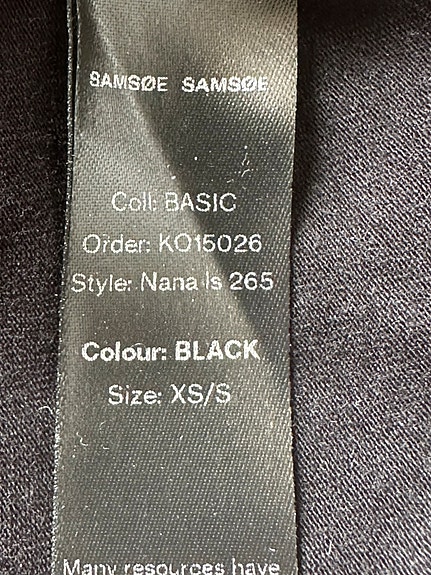 SAMSØE SAMSØE
Coll: BASIC
Order: KO15026
Style: Nana ls 265
Colour: BLACK
Size: XS/S
Many resources have